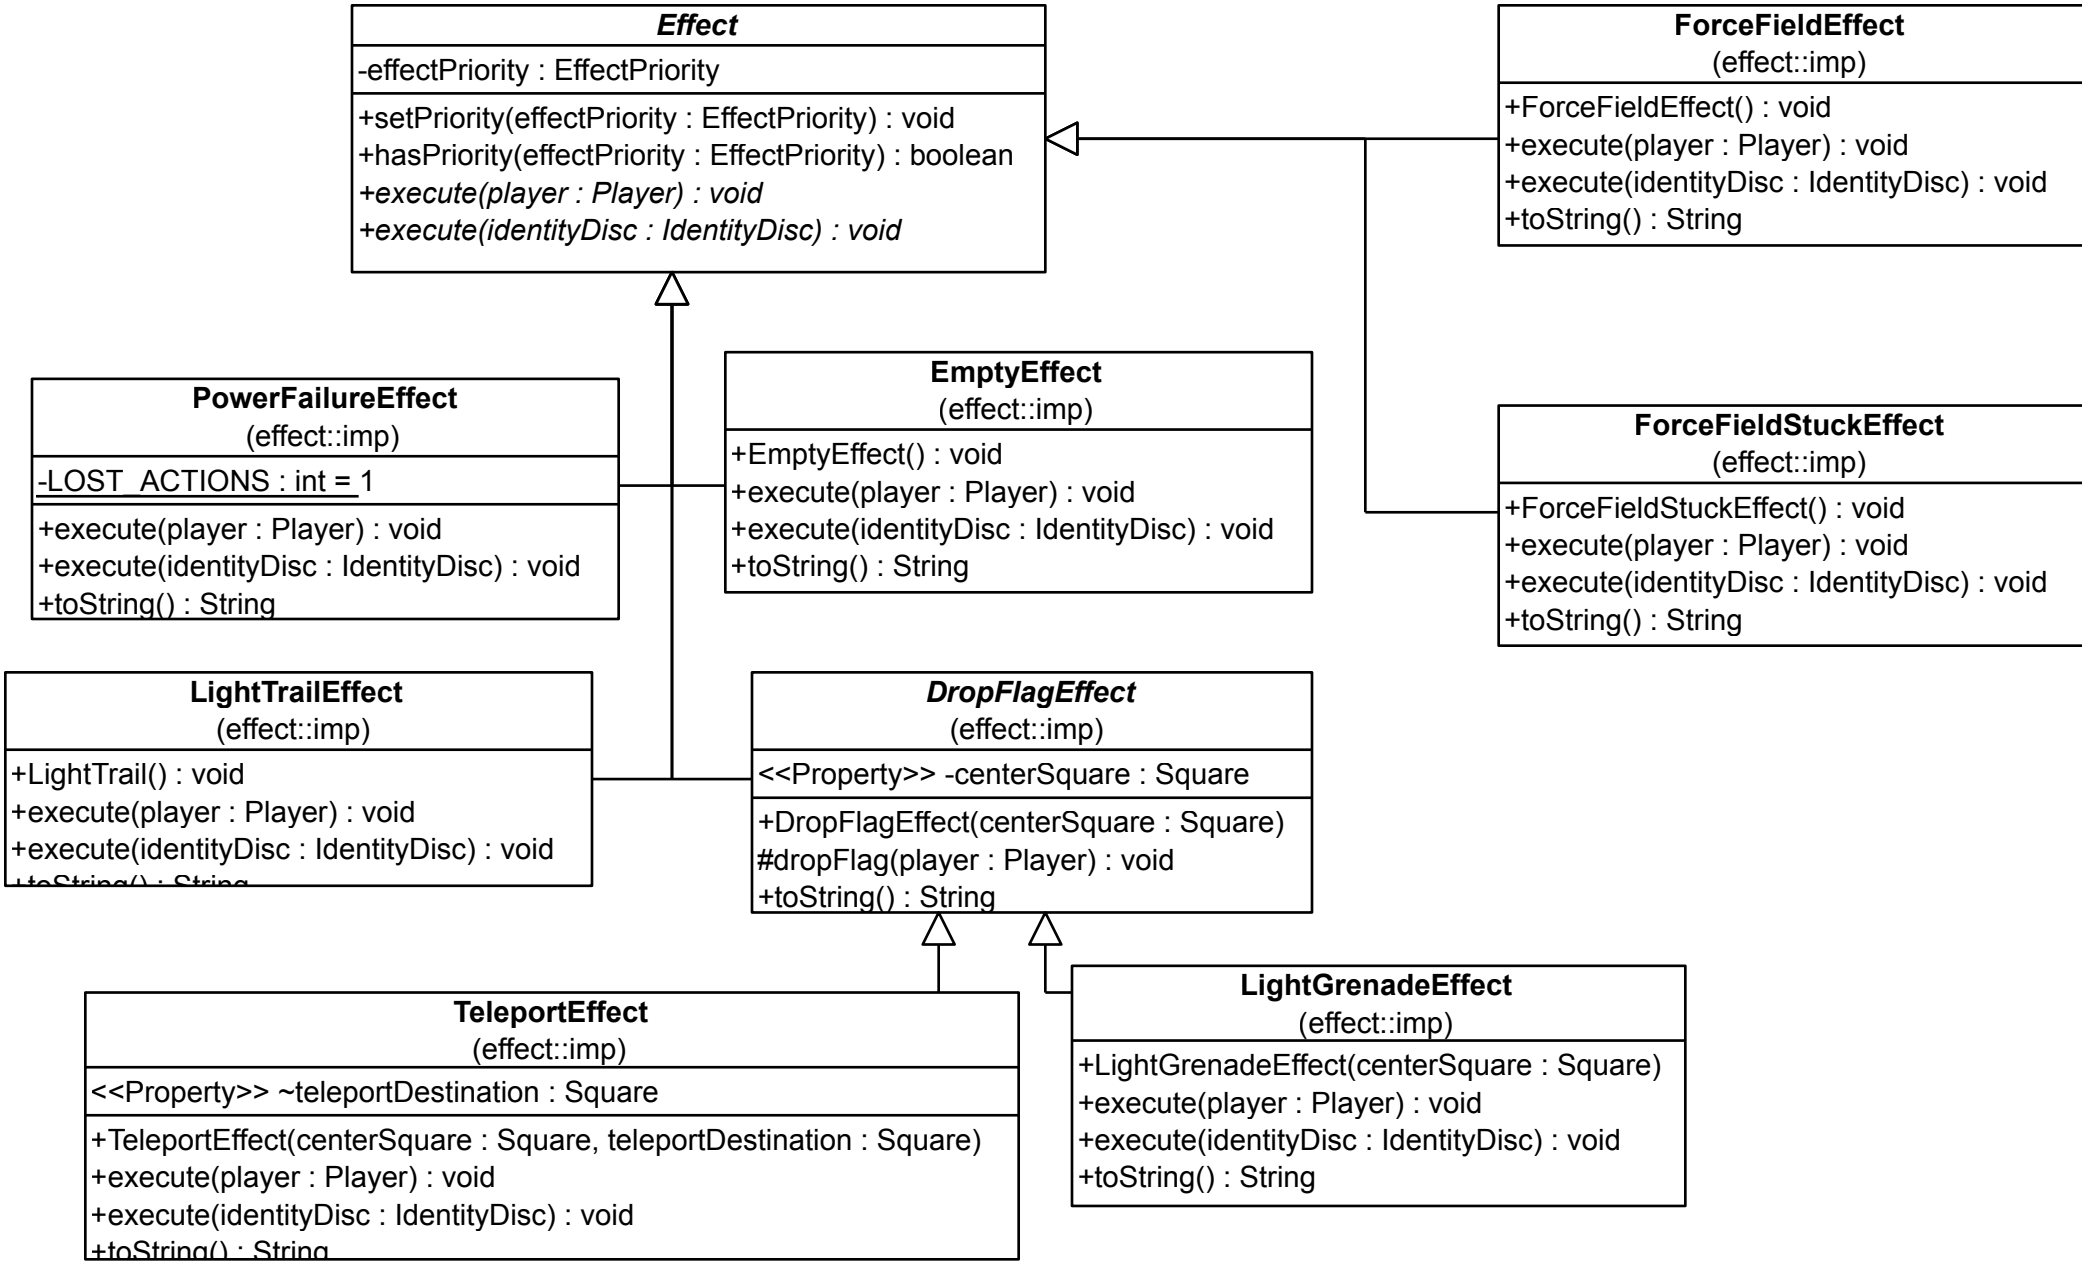 Effect
-effectPriority : EffectPriority
+setPriority(effectPriority : EffectPriority) : void
+hasPriority(effectPriority : EffectPriority) : boolean
+execute(player : Player) : void
+execute(identityDisc : IdentityDisc) : void
ForceFieldEffect
(effect::imp)
+ForceFieldEffect() : void
+execute(player : Player) : void
+execute(identityDisc : IdentityDisc) : void
+toString() : String
PowerFailureEffect
(effect::imp)
-LOST_ACTIONS : int = 1
+execute(player : Player) : void
+execute(identityDisc : IdentityDisc) : void
+toString() : String
EmptyEffect
(effect::imp)
+EmptyEffect() : void
+execute(player : Player) : void
+execute(identityDisc : IdentityDisc) : void
+toString() : String
ForceFieldStuckEffect
(effect::imp)
+ForceFieldStuckEffect() : void
+execute(player : Player) : void
+execute(identityDisc : IdentityDisc) : void
+toString() : String
LightTrailEffect
(effect::imp)
+LightTrail() : void
+execute(player : Player) : void
+execute(identityDisc : IdentityDisc) : void
+toString() : String
DropFlagEffect
(effect::imp)
<<Property>> -centerSquare : Square
+DropFlagEffect(centerSquare : Square)
#dropFlag(player : Player) : void
+toString() : String
TeleportEffect
(effect::imp)
<<Property>> ~teleportDestination : Square
+TeleportEffect(centerSquare : Square, teleportDestination : Square)
+execute(player : Player) : void
+execute(identityDisc : IdentityDisc) : void
+toString() : String
LightGrenadeEffect
(effect::imp)
+LightGrenadeEffect(centerSquare : Square)
+execute(player : Player) : void
+execute(identityDisc : IdentityDisc) : void
+toString() : String